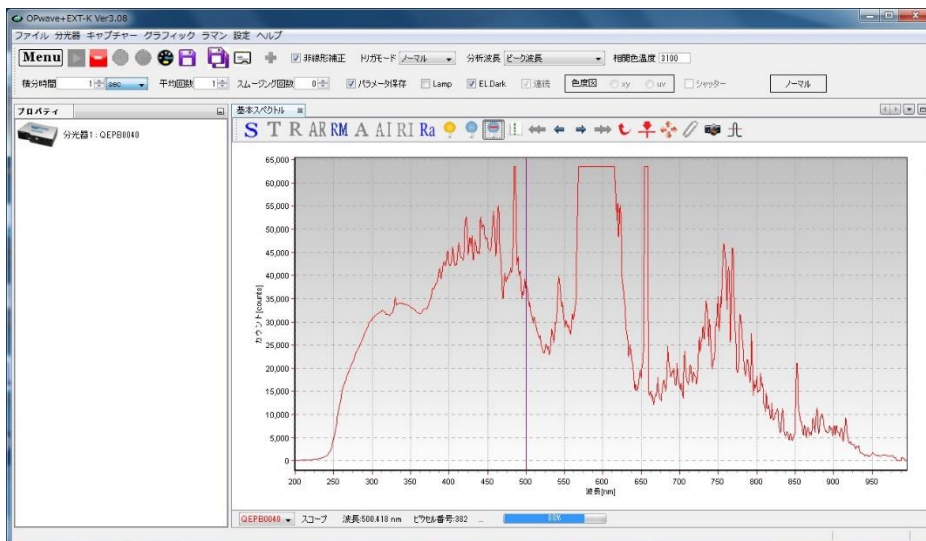 OPwave+EXT-K Ver3.08
ファイル 分光器 キャプチャー グラフィック ラマン 設定 ヘルプ
Menu 非線形補正 トリガモード ノーマル 分析波長 ピーク波長 相関色温度 3100
積分時間 1 sec 平均回数 1 スムージング回数 0 パラメータ保存 Lamp EL.Dark 連続 色度図 xy uv シャッター ノーマル
プロパティ
分光器1:QEPB0040
基本スペクトル
S T R AR RM A AI RI Ra
65,000
60,000
55,000
50,000
45,000
40,000
35,000
30,000
25,000
20,000
15,000
10,000
5,000
0
カウント[counts]
200 250 300 350 400 450 500 550 600 650 700 750 800 850 900 950
波長[nm]
QEPB0040 スコープ 波長:500.418 nm ピクセル番号:382 ..